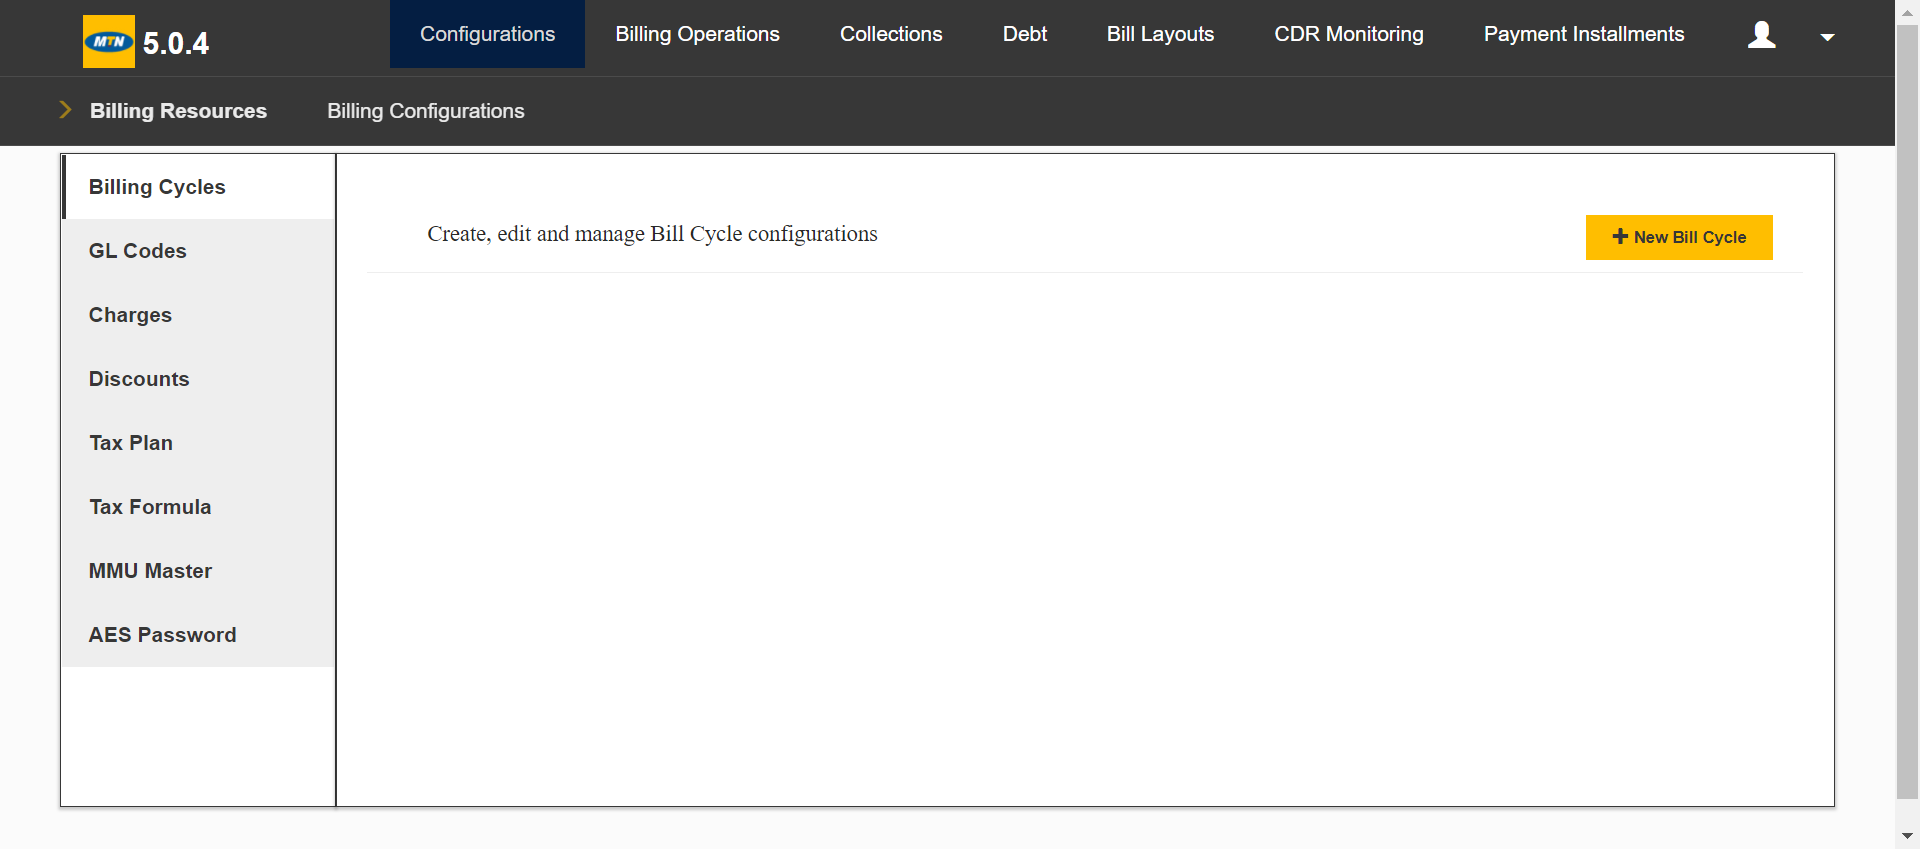 MTN 5.0.4
Configurations Billing Operations Collections Debt Bill Layouts CDR Monitoring Payment Installments
Billing Resources Billing Configurations
Billing Cycles
GL Codes
Charges
Discounts
Tax Plan
Tax Formula
MMU Master
AES Password
Create, edit and manage Bill Cycle configurations
New Bill Cycle